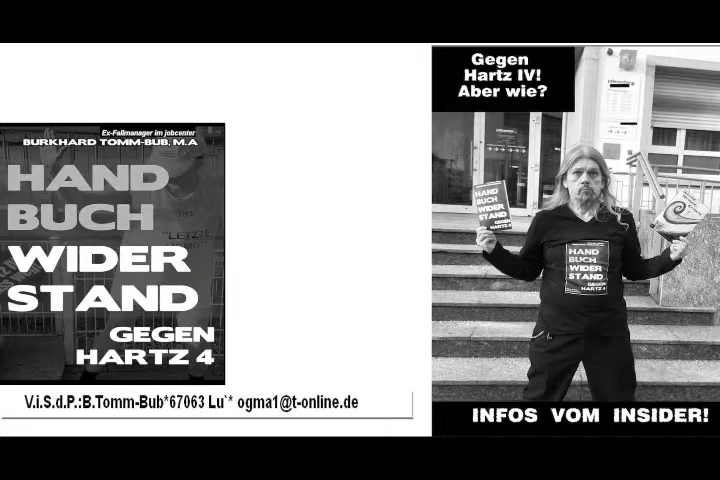 Ex-Fallmanager im jobcenter
BURKHARD TOMM-BUB, M.A
HAND
BUCH
WIDER
STAND
GEGEN
HARTZ 4
V.i.S.d.P.:B.Tomm-Bub*67063 Lu`* ogma1@t-online.de
Gegen
Hartz IV!
Aber wie?
jobcenter
HAND
BUCH
WIDER
STAND
GEGEN
HARTZ 4
HAND
BUCH
WIDER
STAND
GEGEN
HARTZ 4
INFOS VOM INSIDER!